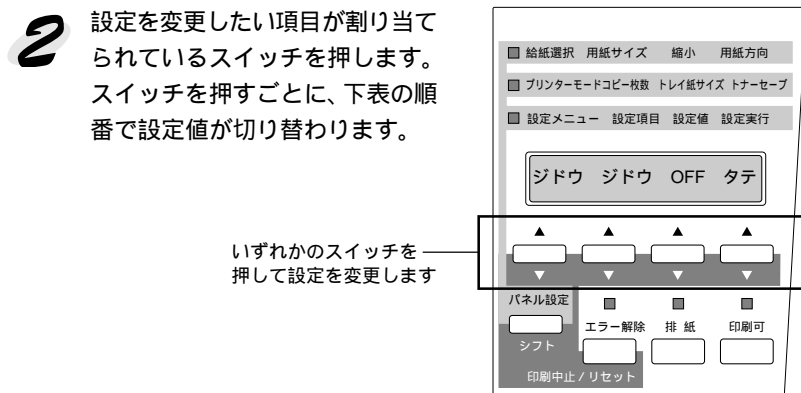 2
設定を変更したい項目が割り当て
られているスイッチを押します。
スイッチを押すごとに、下表の順
番で設定値が切り替わります。
いずれかのスイッチを
押して設定を変更します
給紙選択 用紙サイズ 縮小 用紙方向
プリンターモード コピー枚数 トレイ紙サイズ トナーセーブ
設定メニュー 設定項目 設定値 設定実行
ジドウ ジドウ OFF タテ
パネル設定
エラー解除 排 紙 印刷可
シフト
印刷中止 / リセット